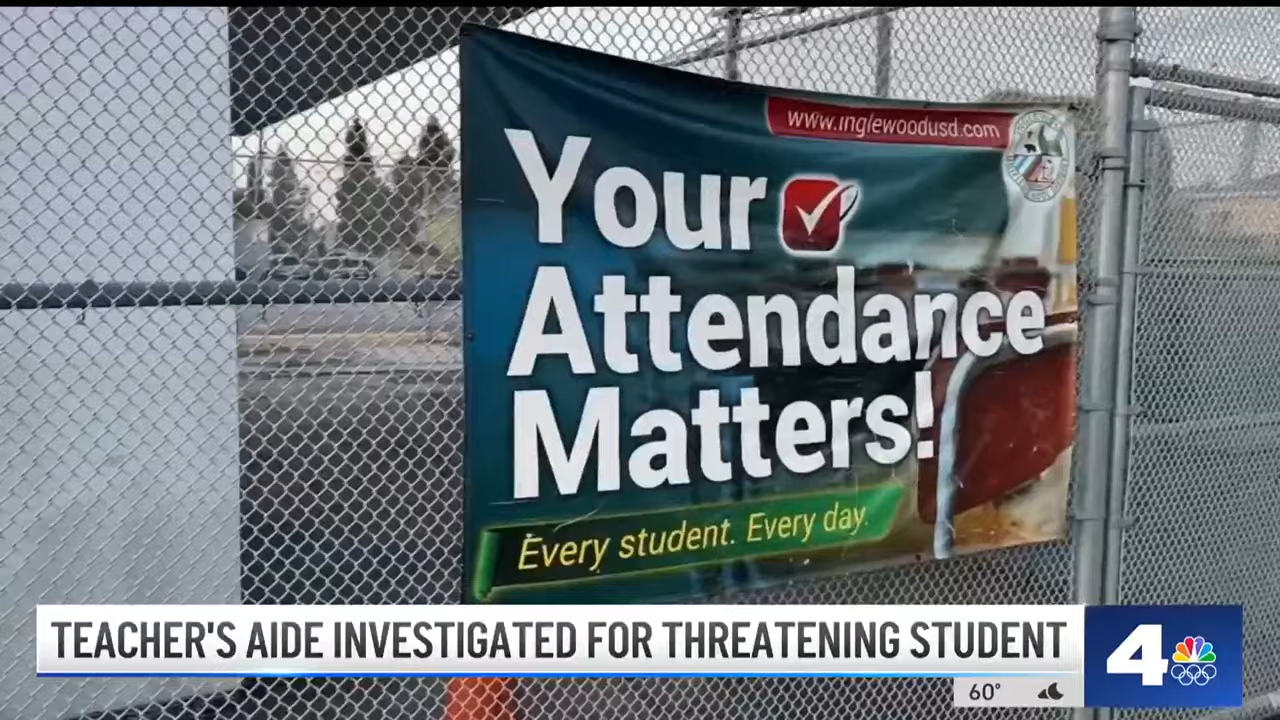 www.inglewoodusd.com
Your
Attendance
Matters!
Every student. Every day.
TEACHER'S AIDE INVESTIGATED FOR THREATENING STUDENT
4
60°